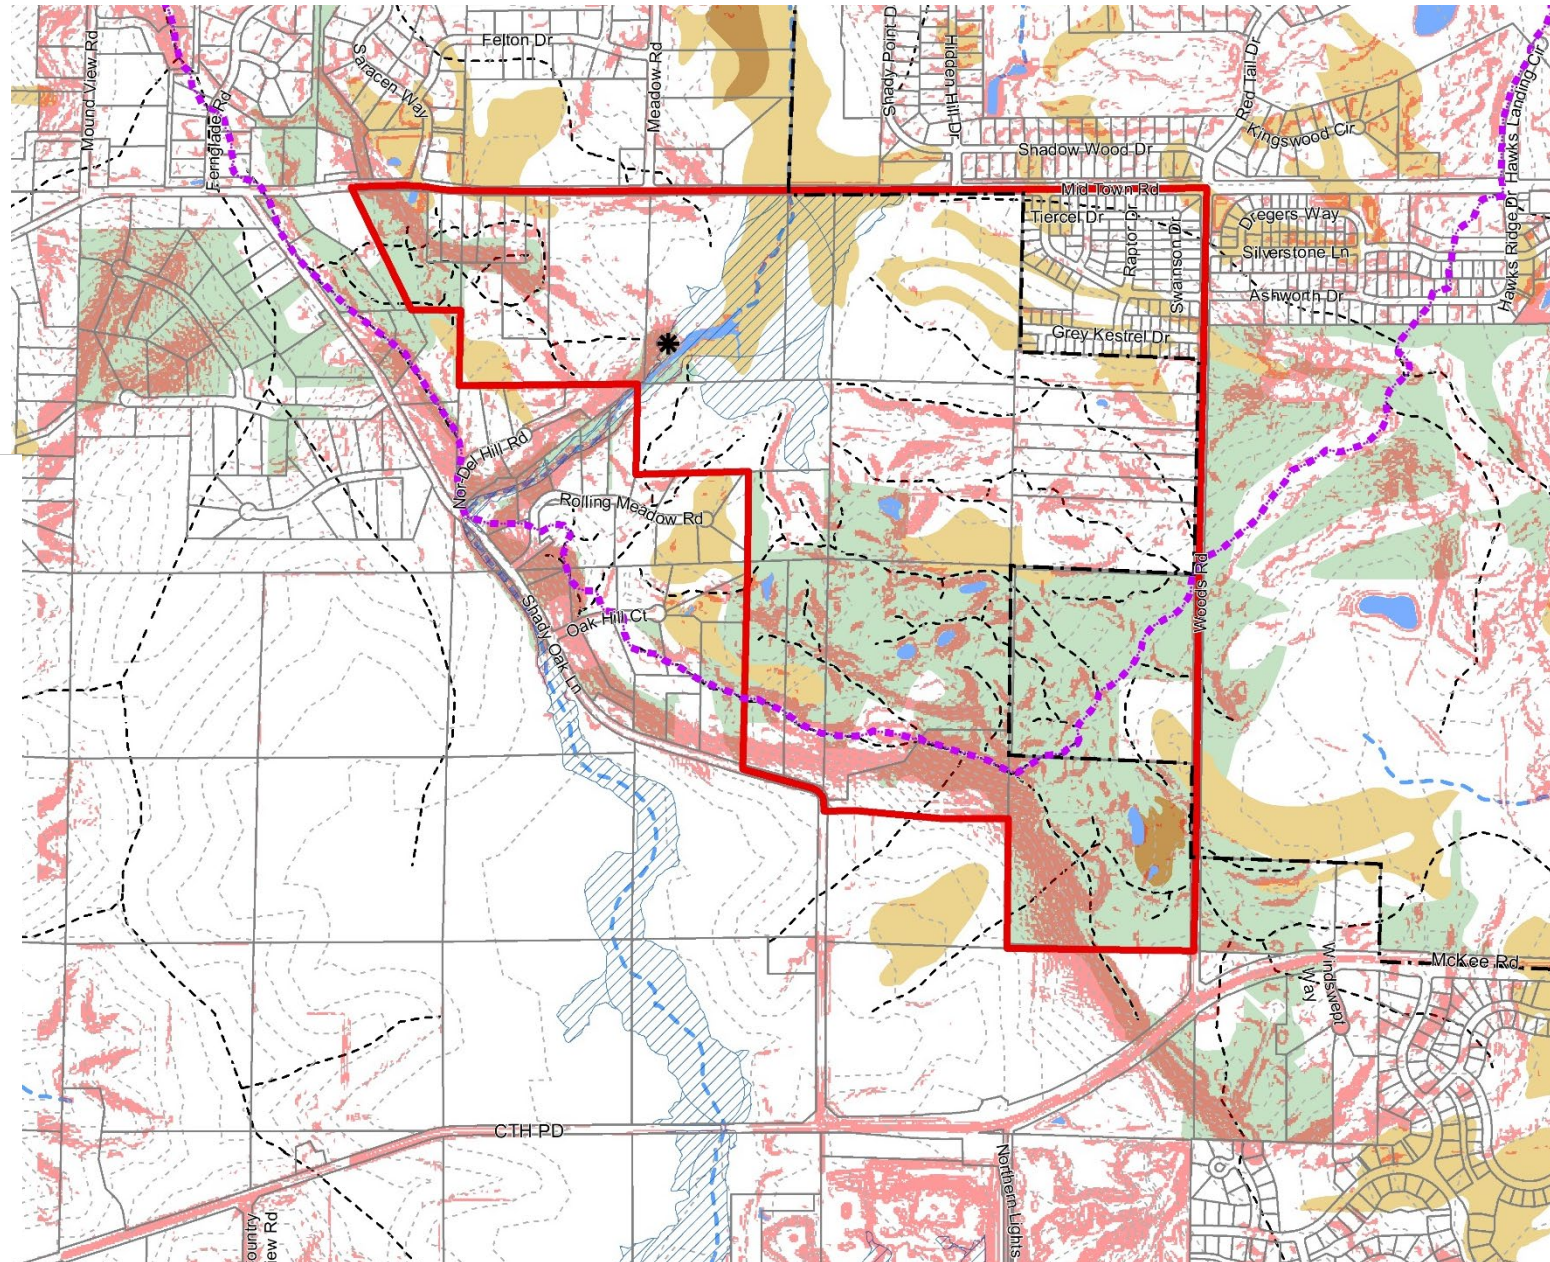 Felton Dr
Mound View Rd
S
Saracen Way
Meadow Rd
Shady Point D
Hidden Hill Dr
Red Tail Dr
Hawks Landing Cir
Fernglade Rd
Kingswood Cir
Shadow Wood Dr
Mid Town Rd
Tiercel Dr
Raptor Dr
Swanson Dr
Dregers Way
Silverstone Ln
Ashworth Dr
Hawks Ridge Dr
Grey Kestrel Dr
Nor-Del Hill Rd
Rolling Meadow Rd
Oak Hill Ct
Shady Oak Ln
Woods Rd
McKee Rd
Windswept
Way
CTH PD
Northern Lights
ountry
iew Rd